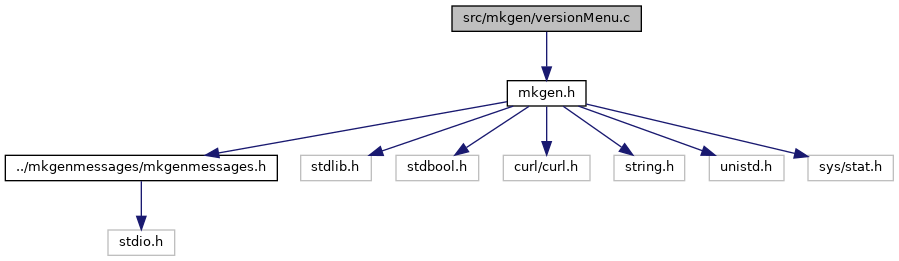 src/mkgen/versionMenu.c
mkgen.h
../mkgenmessages/mkgenmessages.h
stdlib.h
stdbool.h
curl/curl.h
string.h
unistd.h
sys/stat.h
stdio.h